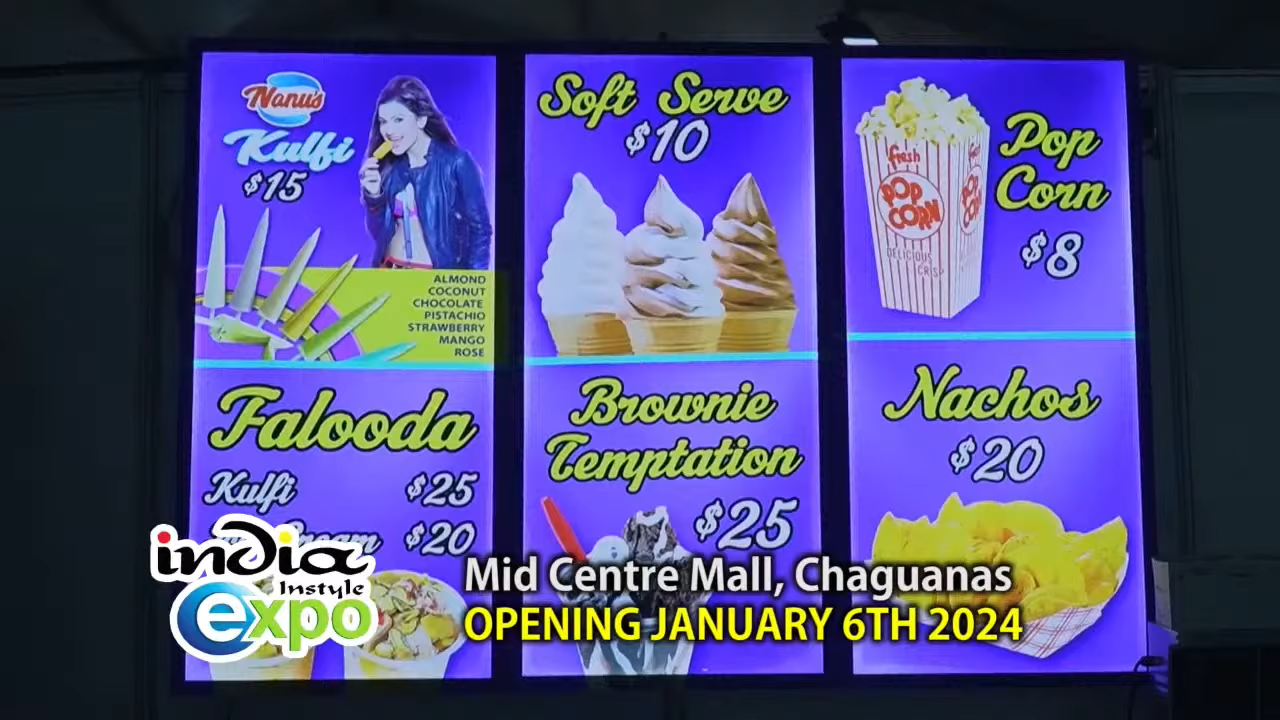 Nanus
Kulfi
$15
ALMOND
COCONUT
CHOCOLATE
PISTACHIO
STRAWBERRY
MANGO
ROSE
Falooda
Kulfi $25
$20
Soft Serve
$10
Brownie
Temptation
$25
fresh
POP
CORN
DELICIOUS
Pop
Corn
$8
Nachos
$20
india
Instyle
expo
Mid Centre Mall, Chaguanas
OPENING JANUARY 6TH 2024